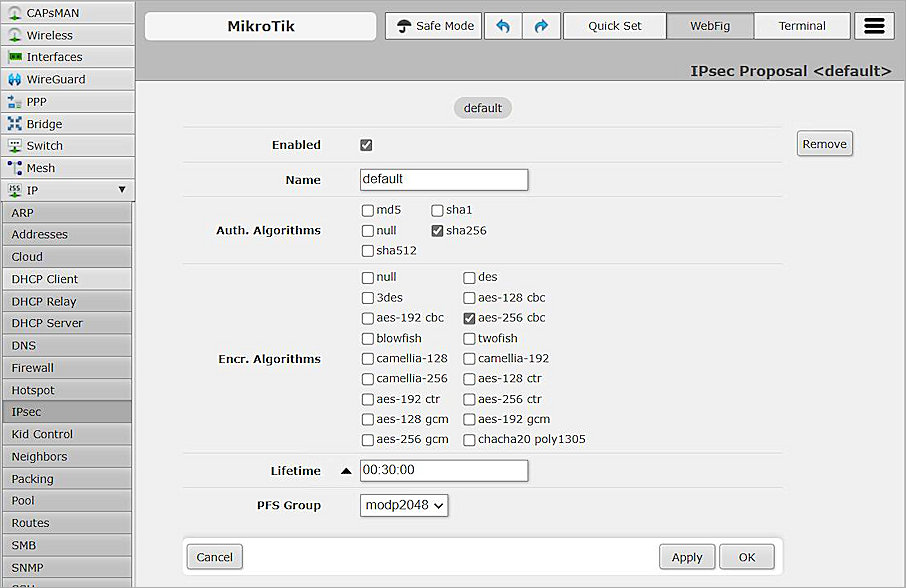 CAPsMAN
Wireless
Interfaces
WireGuard
PPP
Bridge
Switch
Mesh
IP
ARP
Addresses
Cloud
DHCP Client
DHCP Relay
DHCP Server
DNS
Firewall
Hotspot
IPsec
Kid Control
Neighbors
Packing
Pool
Routes
SMB
SNMP
MikroTik
Safe Mode
Quick Set
WebFig
Terminal
IPsec Proposal <default>
default
Enabled
Remove
Name
default
Auth. Algorithms
md5 sha1
null sha256
sha512
Encr. Algorithms
null des
3des aes-128 cbc
aes-192 cbc aes-256 cbc
blowfish twofish
camellia-128 camellia-192
camellia-256 aes-128 ctr
aes-192 ctr aes-256 ctr
aes-128 gcm aes-192 gcm
aes-256 gcm chacha20 poly1305
Lifetime
00:30:00
PFS Group
modp2048
Cancel
Apply
OK